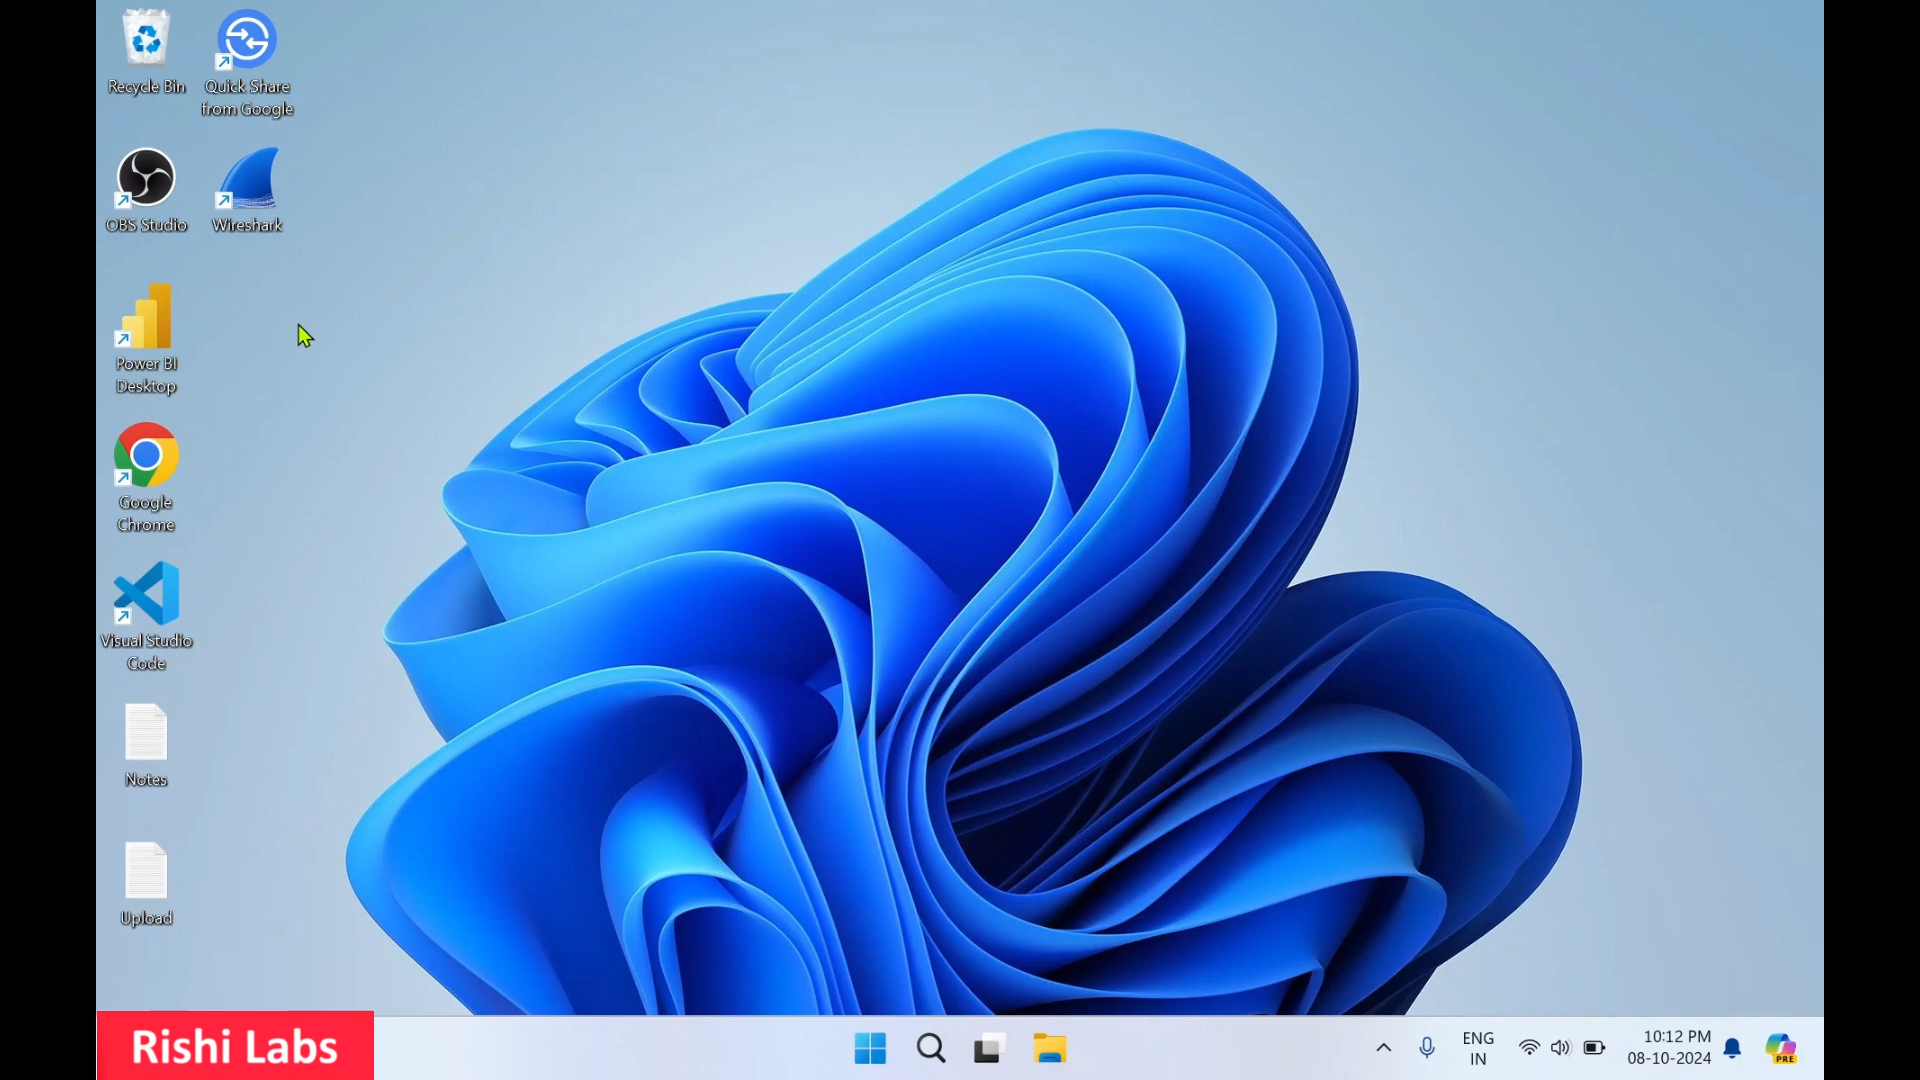 Recycle Bin
Quick Share
from Google
OBS Studio
Wireshark
Power BI
Desktop
Google
Chrome
Visual Studio
Code
Notes
Upload
Rishi Labs
ENG
IN
10:12 PM
08-10-2024
PRE